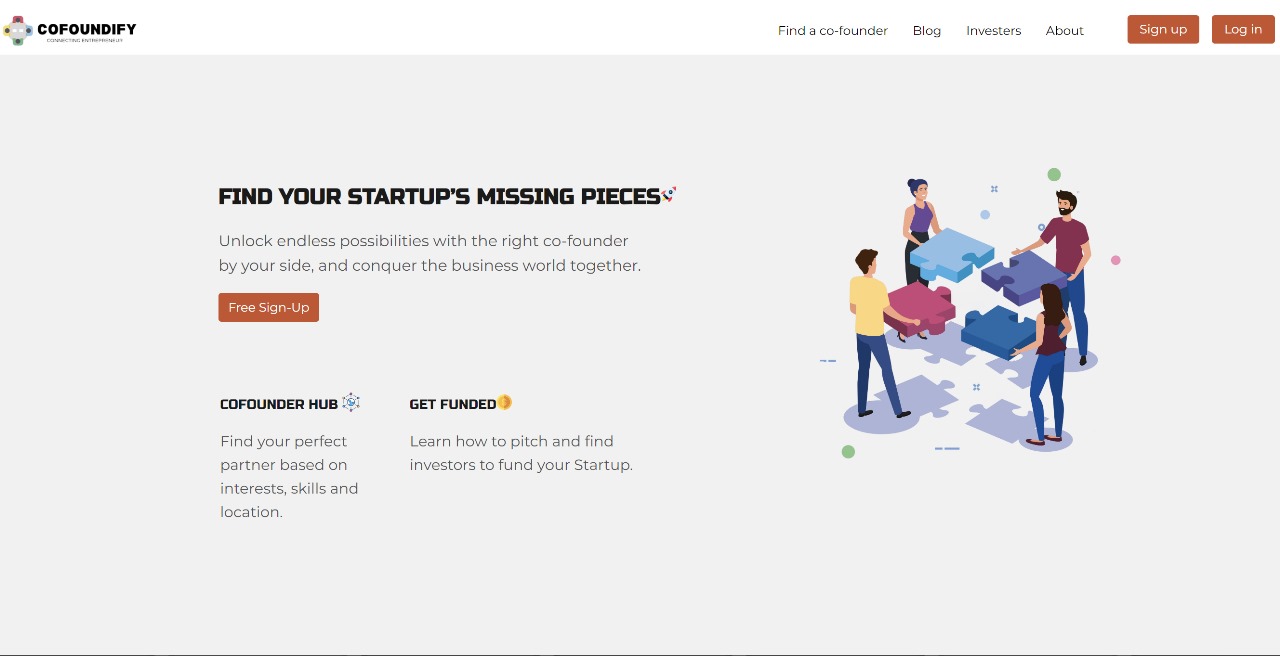 COFOUNDIFY
CONNECTING ENTREPRENEUR
Find a co-founder
Blog
Investers
About
Sign up
Log in
FIND YOUR STARTUP'S MISSING PIECES🚀
Unlock endless possibilities with the right co-founder
by your side, and conquer the business world together.
Free Sign-Up
COFOUNDER HUB
Find your perfect
partner based on
interests, skills and
location.
GET FUNDED
Learn how to pitch and find
investors to fund your Startup.